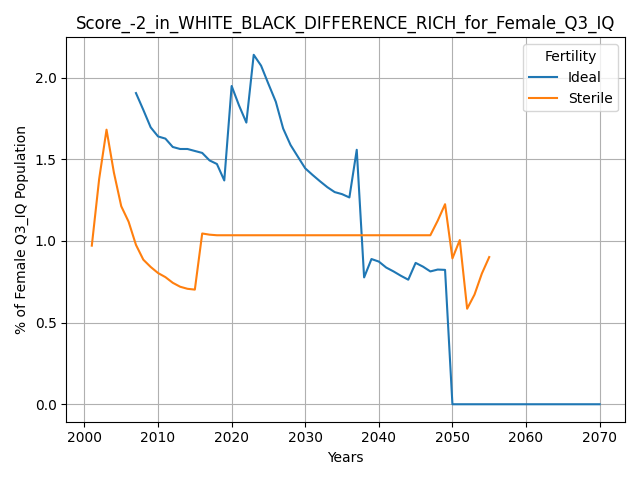 Score_-2_in_WHITE_BLACK_DIFFERENCE_RICH_for_Female_Q3_IQ
Fertility
Ideal
Sterile
% of Female Q3_IQ Population
2.0
1.5
1.0
0.5
0.0
2000 2010 2020 2030 2040 2050 2060 2070
Years